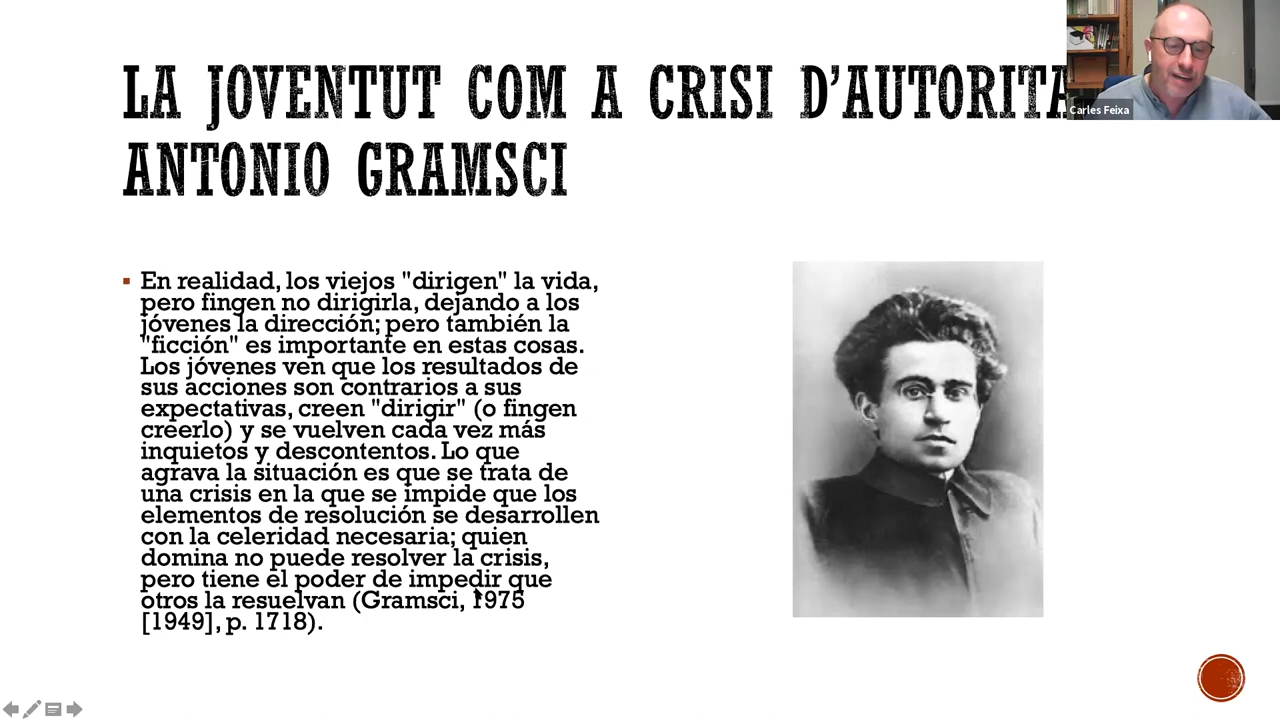 LA JOVENTUT COM A CRISI D’AUTORITA
ANTONIO GRAMSCI
Carles Feixa
En realidad, los viejos "dirigen" la vida,
pero fingen no dirigirla, dejando a los
jóvenes la dirección; pero también la
"ficción" es importante en estas cosas.
Los jóvenes ven que los resultados de
sus acciones son contrarios a sus
expectativas, creen "dirigir" (o fingen
creerlo) y se vuelven cada vez más
inquietos y descontentos. Lo que
agrava la situación es que se trata de
una crisis en la que se impide que los
elementos de resolución se desarrollen
con la celeridad necesaria; quien
domina no puede resolver la crisis,
pero tiene el poder de impedir que
otros la resuelvan (Gramsci, 1975
[1949], p. 1718).